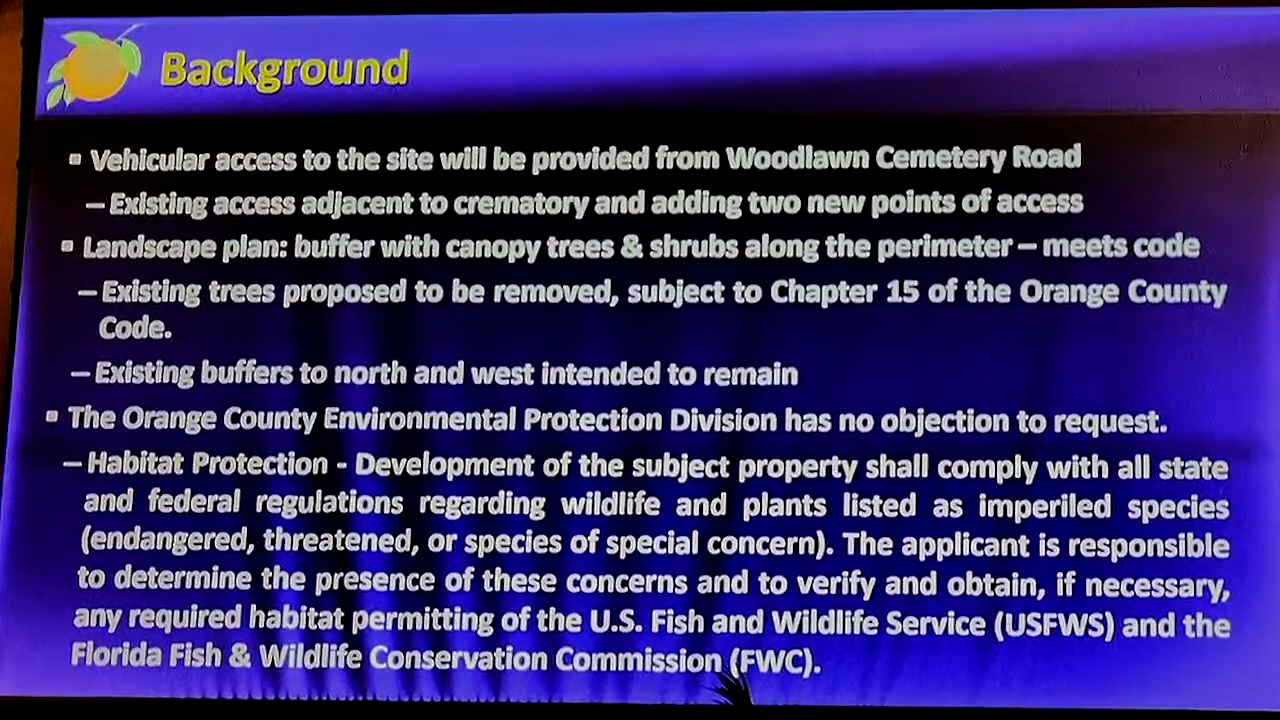 Background
▪ Vehicular access to the site will be provided from Woodlawn Cemetery Road
– Existing access adjacent to crematory and adding two new points of access
▪ Landscape plan: buffer with canopy trees & shrubs along the perimeter – meets code
– Existing trees proposed to be removed, subject to Chapter 15 of the Orange County
Code.
– Existing buffers to north and west intended to remain
▪ The Orange County Environmental Protection Division has no objection to request.
– Habitat Protection - Development of the subject property shall comply with all state
and federal regulations regarding wildlife and plants listed as imperiled species
(endangered, threatened, or species of special concern). The applicant is responsible
to determine the presence of these concerns and to verify and obtain, if necessary,
any required habitat permitting of the U.S. Fish and Wildlife Service (USFWS) and the
Florida Fish & Wildlife Conservation Commission (FWC).